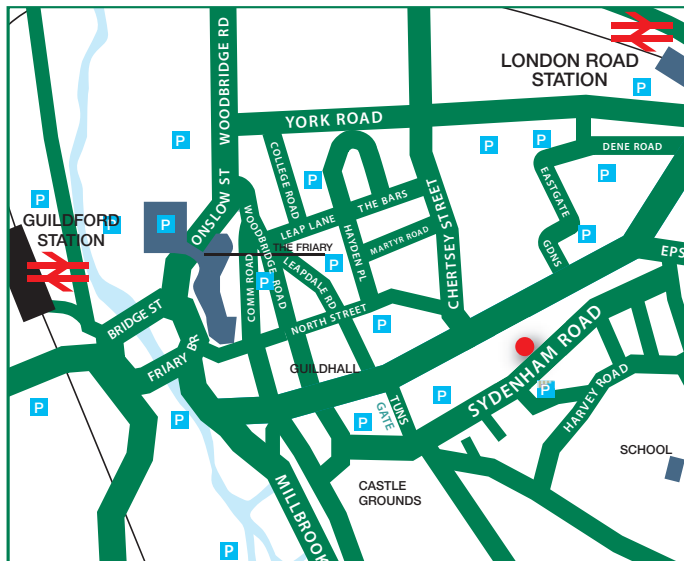 WOODBRIDGE RD
LONDON ROAD
STATION
P
YORK ROAD
P
P
P
COLLEGE ROAD
DENE ROAD
P
P
EASTGATE
GDNS
P
GUILDFORD
STATION
P
P
ONSLOW ST
WOODBRIDGE ROAD
LEAP LANE
THE BARS
HAYDEN PL
MARTYR ROAD
CHERTSEY STREET
P
EPS
THE FRIARY
COMM ROAD
P
LEAPDALE RD
P
BRIDGE ST
NORTH STREET
P
FRIARY BR
GUILDHALL
SYDENHAM ROAD
HARVEY ROAD
P
P
P
P
P
TUNS
GATE
SCHOOL
CASTLE
GROUNDS
MILLBROOK
P